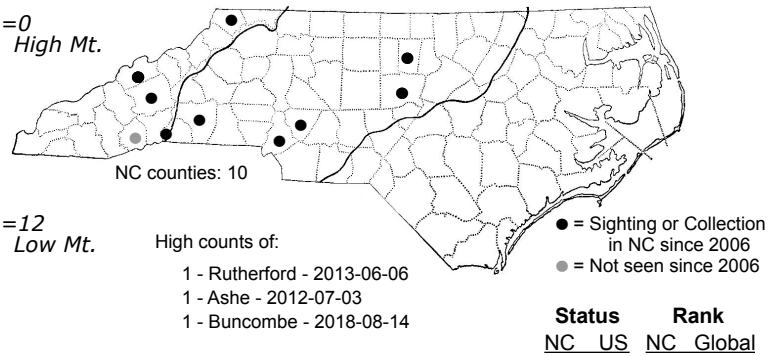 =0
High Mt.
NC counties: 10
=12
Low Mt.
High counts of:
1 - Rutherford - 2013-06-06
1 - Ashe - 2012-07-03
1 - Buncombe - 2018-08-14
= Sighting or Collection
in NC since 2006
= Not seen since 2006
Status Rank
NC US NC Global